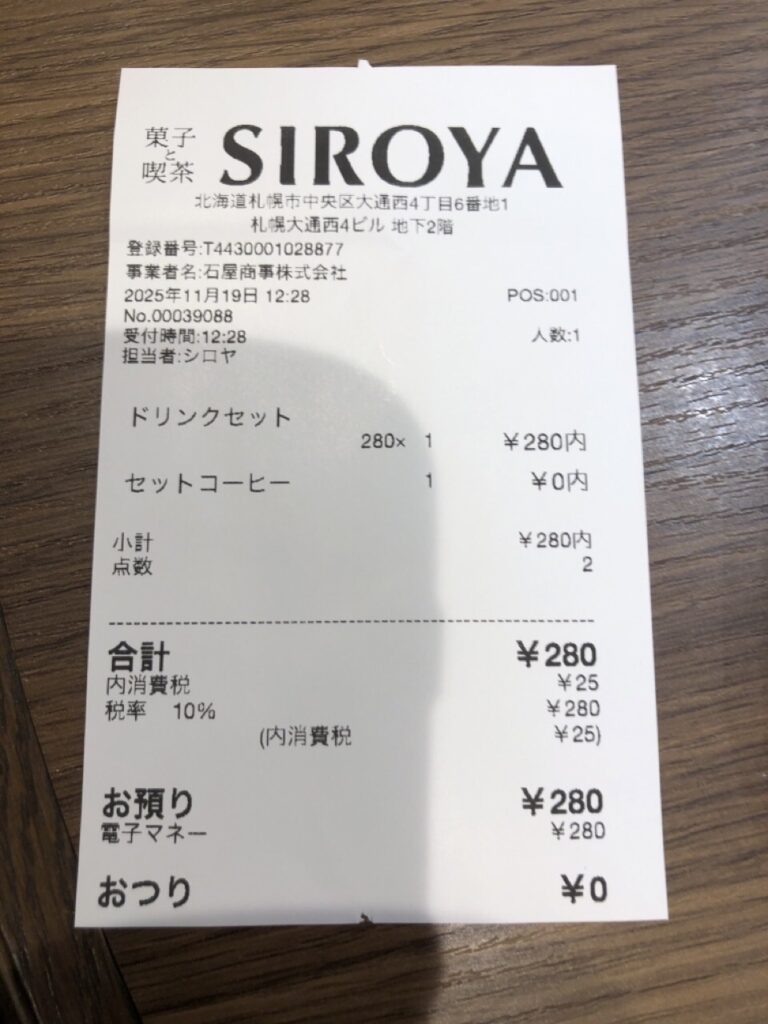 菓子と喫茶 SIROYA
北海道札幌市中央区大通西4丁目6番地1
札幌大通西4ビル 地下2階
登録番号:T4430001028877
事業者名:石屋商事株式会社
2025年11月19日 12:28 POS:001
No.00039088
受付時間:12:28 人数:1
担当者:シロヤ
ドリンクセット
280× 1 ¥280内
セットコーヒー 1 ¥0内
小計 ¥280内
点数 2
合計 ¥280
内消費税 ¥25
税率 10% ¥280
(内消費税 ¥25)
お預り ¥280
電子マネー ¥280
おつり ¥0